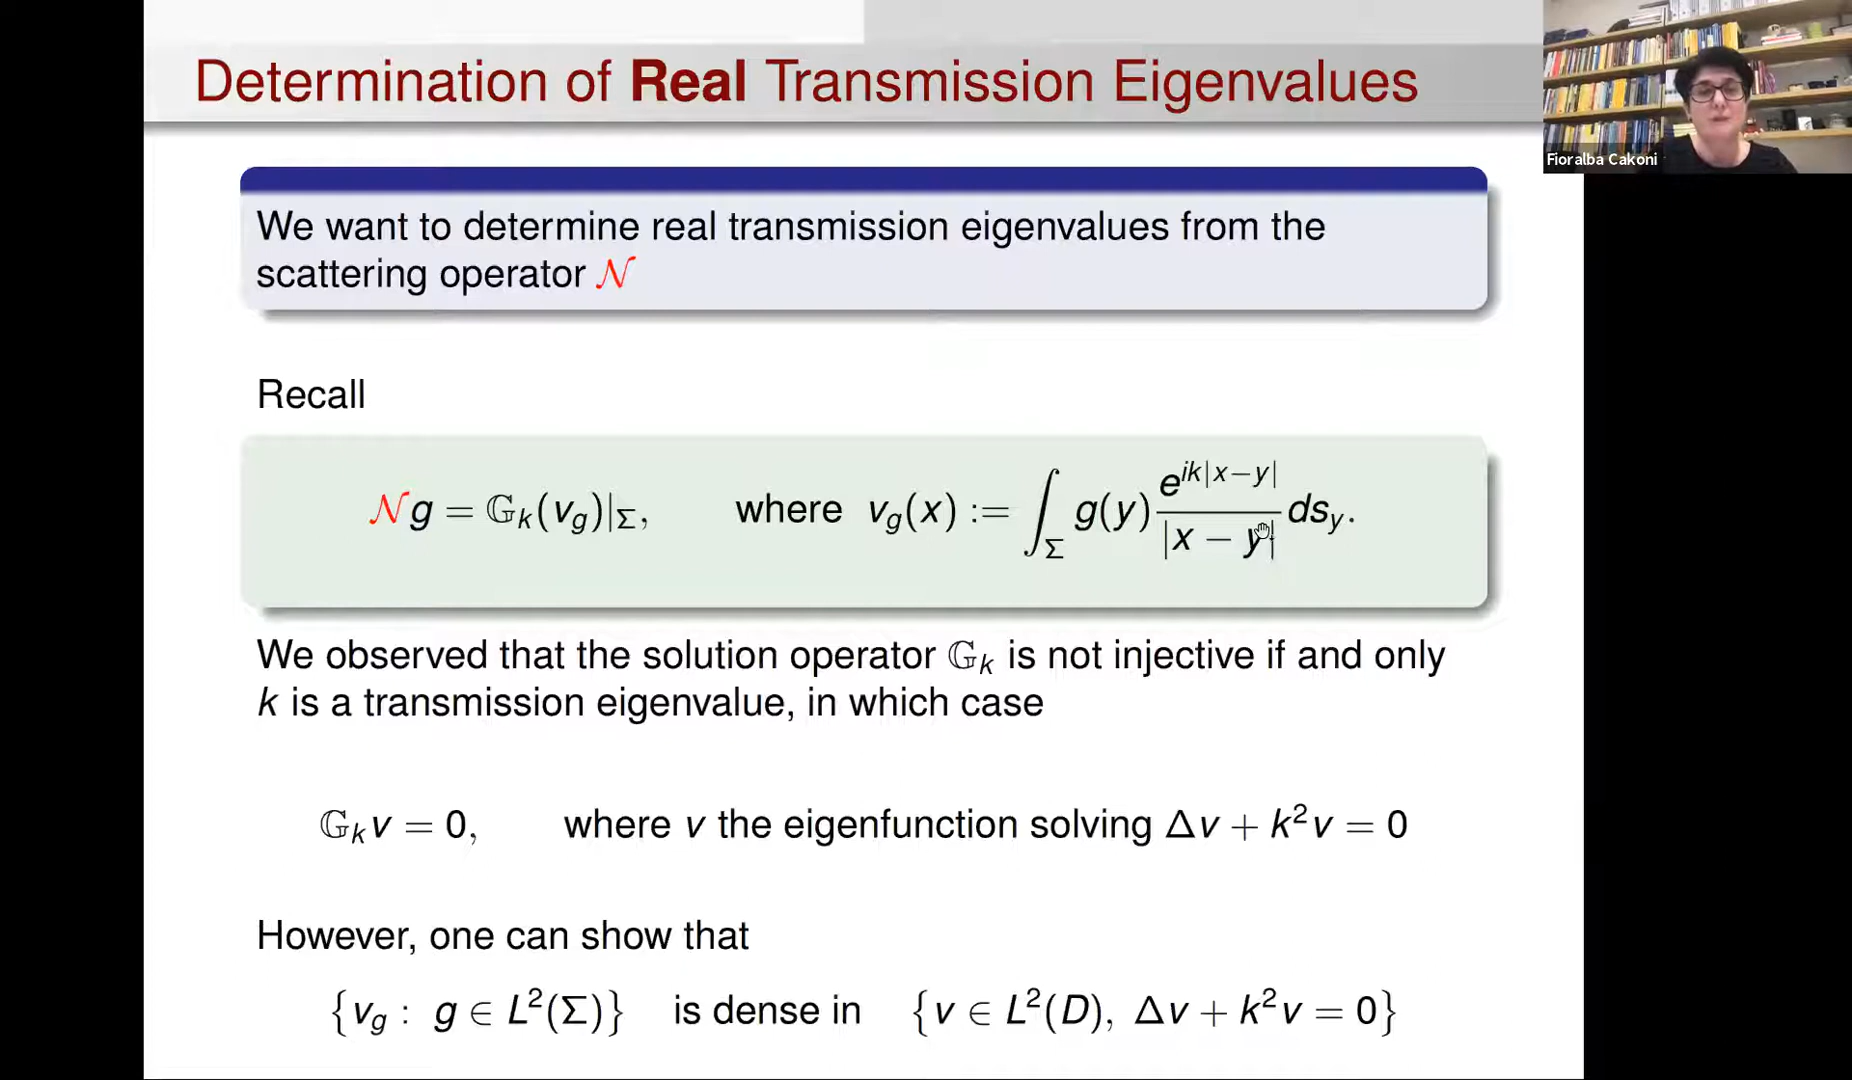 Determination of Real Transmission Eigenvalues
Fioralba Cakoni
We want to determine real transmission eigenvalues from the
scattering operator 𝒩
Recall
𝒩g = 𝔾ₖ(v_g)|_Σ, where v_g(x) := ∫_Σ g(y) e^{ik|x−y|}/|x − y| ds_y.
We observed that the solution operator 𝔾ₖ is not injective if and only
k is a transmission eigenvalue, in which case
𝔾ₖv = 0, where v the eigenfunction solving Δv + k²v = 0
However, one can show that
{v_g : g ∈ L²(Σ)} is dense in {v ∈ L²(D), Δv + k²v = 0}